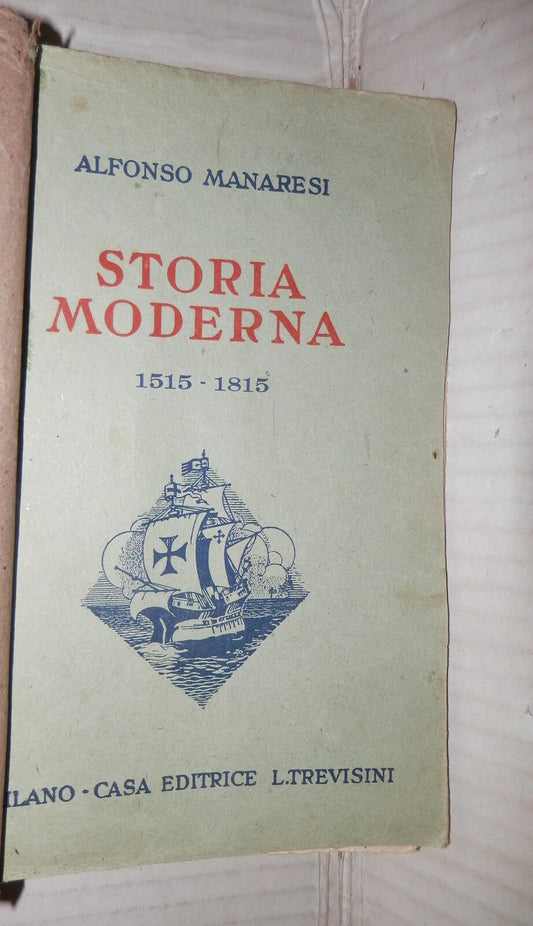 ALFONSO MANARESI
STORIA
MODERNA
1515 - 1815
ILANO - CASA EDITRICE L.TREVISINI